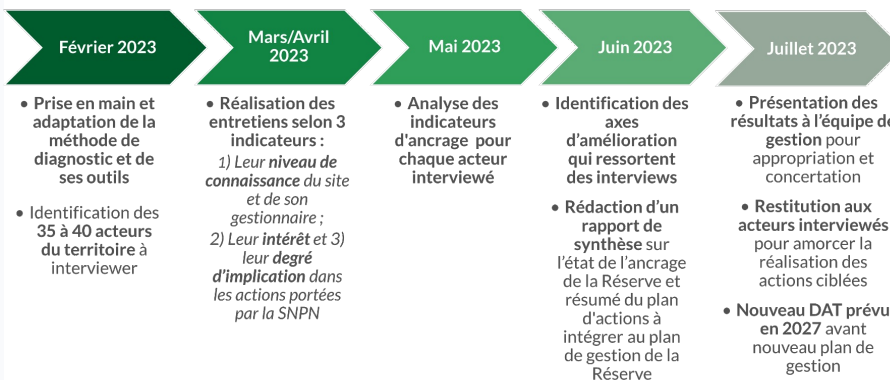 Février 2023
Mars/Avril
2023
Mai 2023
Juin 2023
Juillet 2023
• Prise en main et
adaptation de la
méthode de
diagnostic et de
ses outils
• Identification des
35 à 40 acteurs
du territoire à
interviewer
• Réalisation des
entretiens selon 3
indicateurs :
1) Leur niveau de
connaissance du site
et de son
gestionnaire ;
2) Leur intérêt et 3)
leur degré
d'implication dans
les actions portées
par la SNPN
• Analyse des
indicateurs
d'ancrage pour
chaque acteur
interviewé
• Identification des
axes
d’amélioration
qui ressortent
des interviews
• Rédaction d’un
rapport de
synthèse sur
l’état de l’ancrage
de la Réserve et
résumé du plan
d'actions à
intégrer au plan
de gestion de la
Réserve
• Présentation des
résultats à l’équipe de
gestion pour
appropriation et
concertation
• Restitution aux
acteurs interviewés
pour amorcer la
réalisation des
actions ciblées
• Nouveau DAT prévu
en 2027 avant
nouveau plan de
gestion